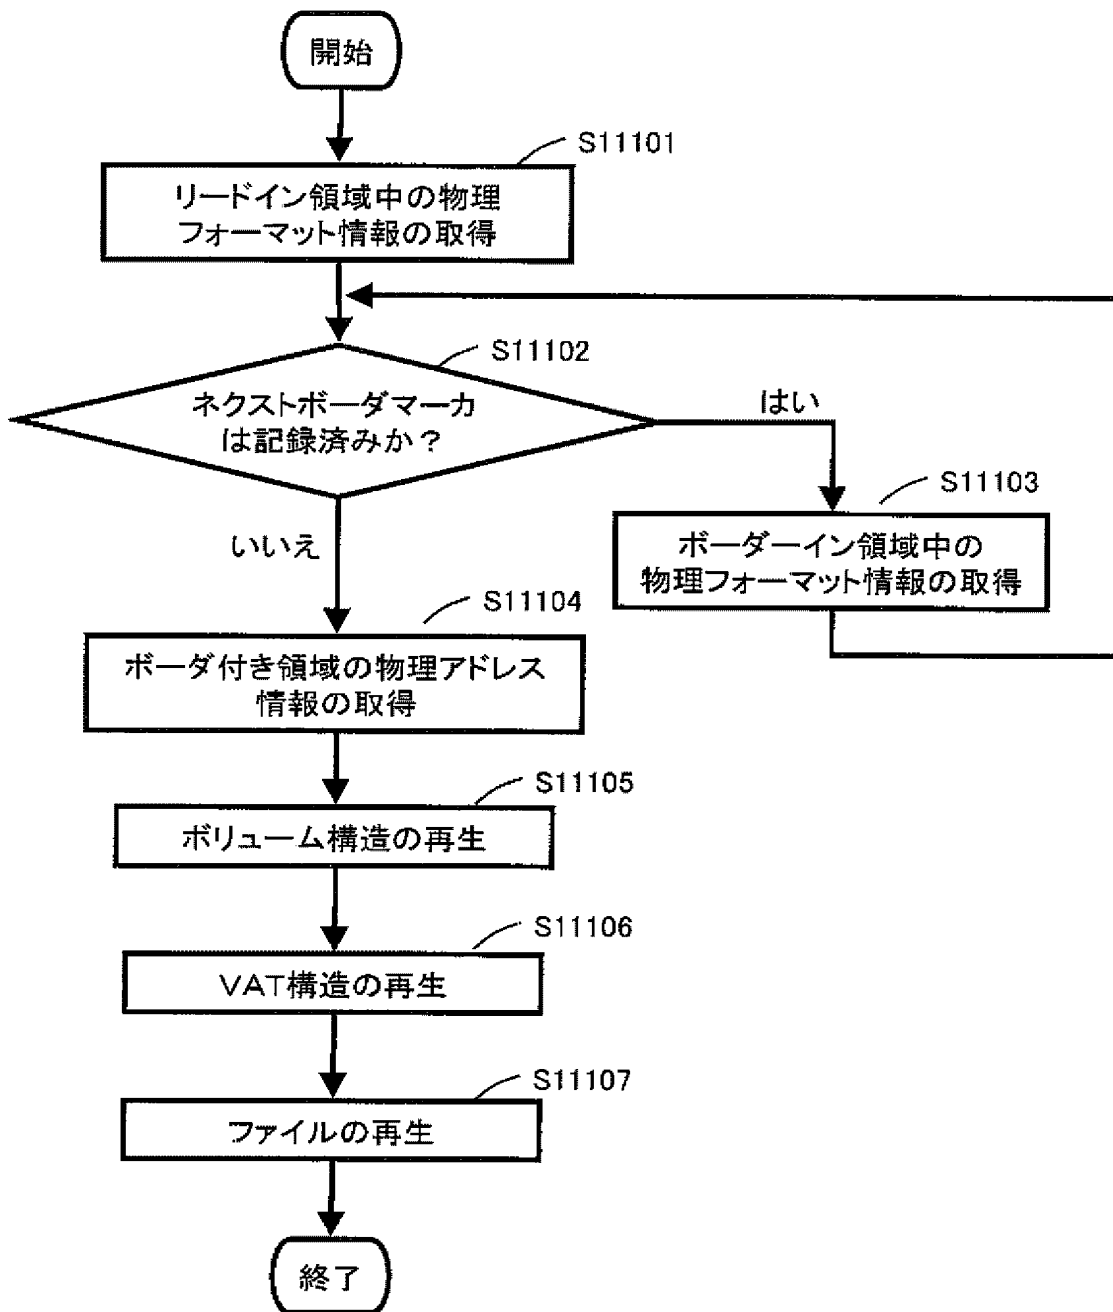 開始
S11101
リードイン領域中の物理
フォーマット情報の取得
S11102
ネクストボーダマーカ
は記録済みか？
はい
いいえ
S11103
ボーダーイン領域中の
物理フォーマット情報の取得
S11104
ボーダ付き領域の物理アドレス
情報の取得
S11105
ボリューム構造の再生
S11106
VAT構造の再生
S11107
ファイルの再生
終了